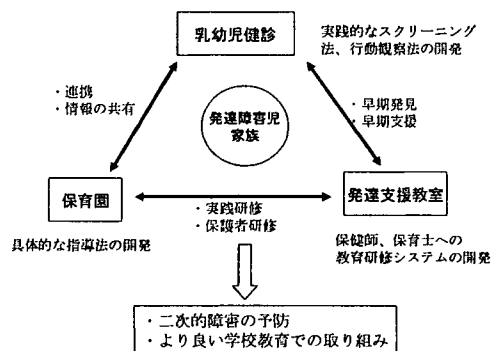 乳幼児健診
実践的なスクリーニング
法、行動観察法の開発
・連携
・情報の共有
発達障害児
家族
・早期発見
・早期支援
保育園
・実践研修
・保護者研修
発達支援教室
具体的な指導法の開発
保健師、保育士への
教育研修システムの開発
・二次的障害の予防
・より良い学校教育での取り組み